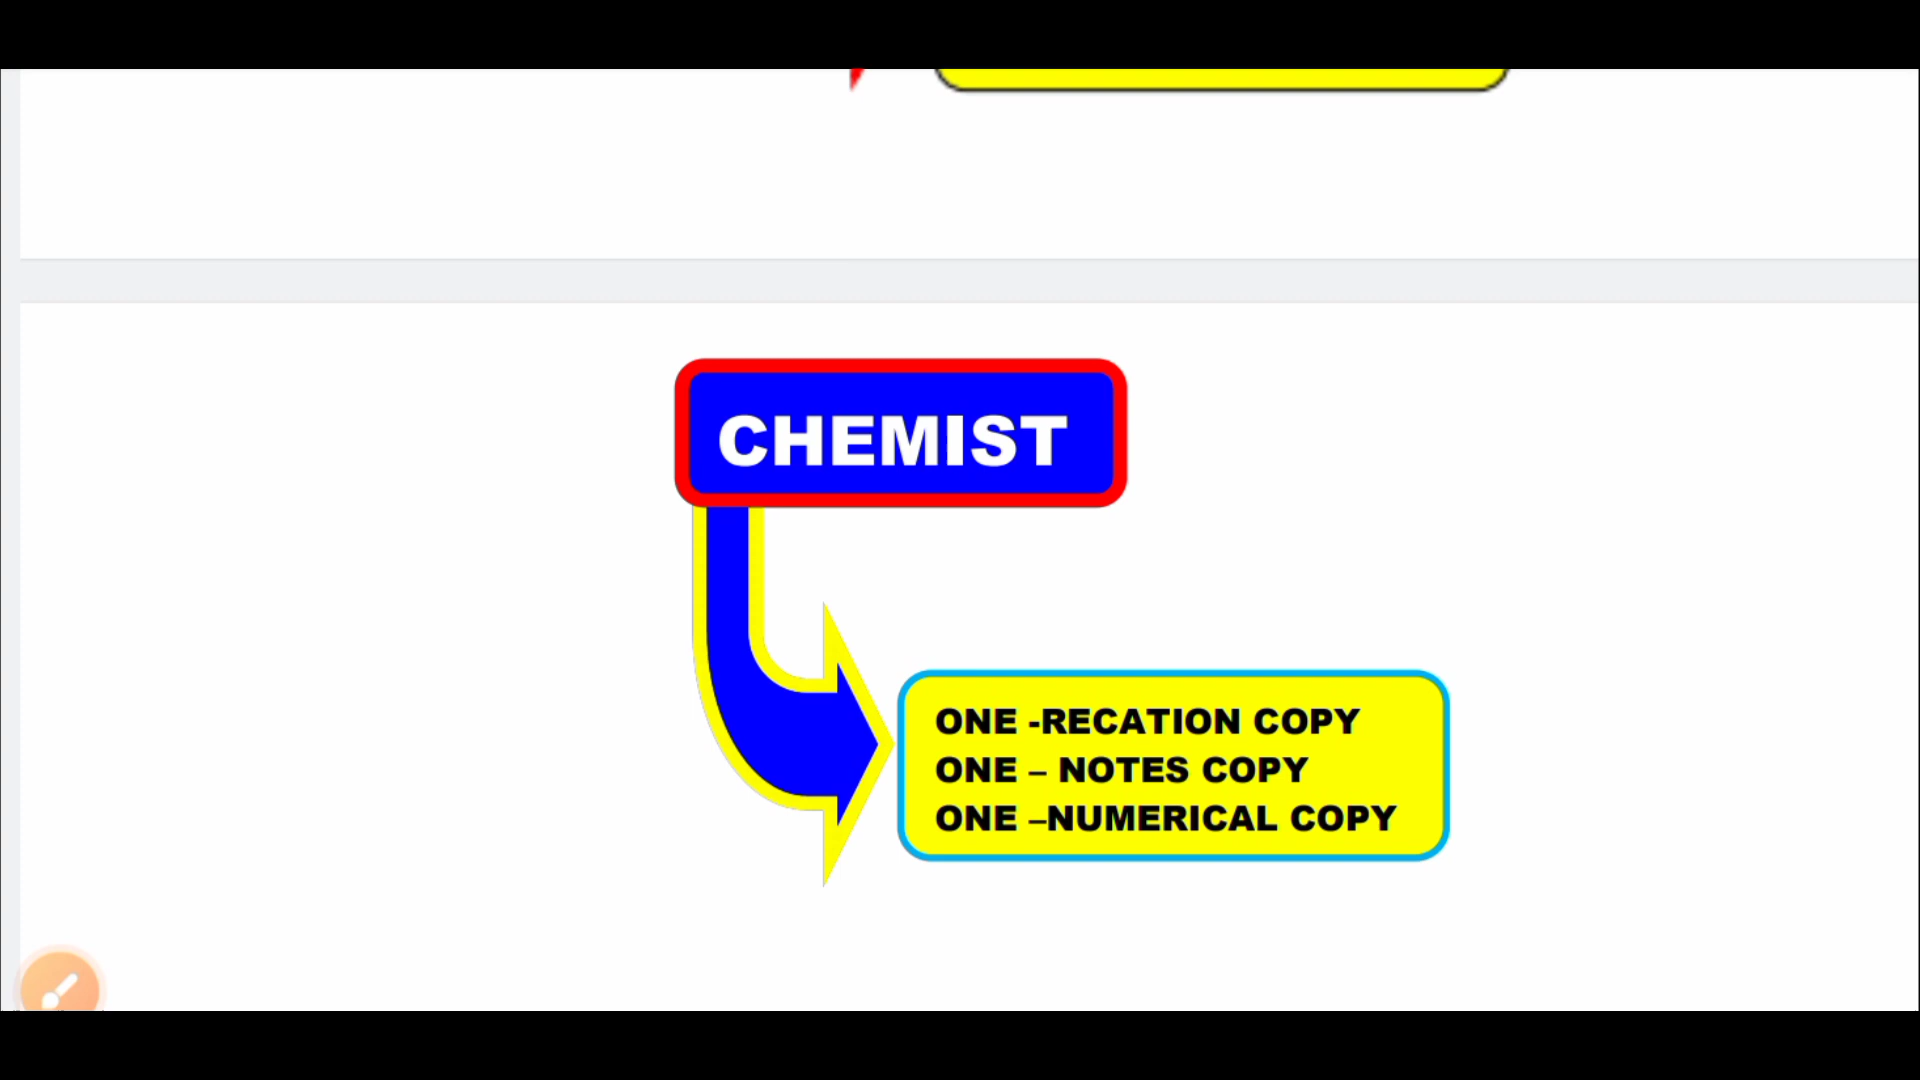 CHEMIST
ONE -RECATION COPY
ONE – NOTES COPY
ONE –NUMERICAL COPY